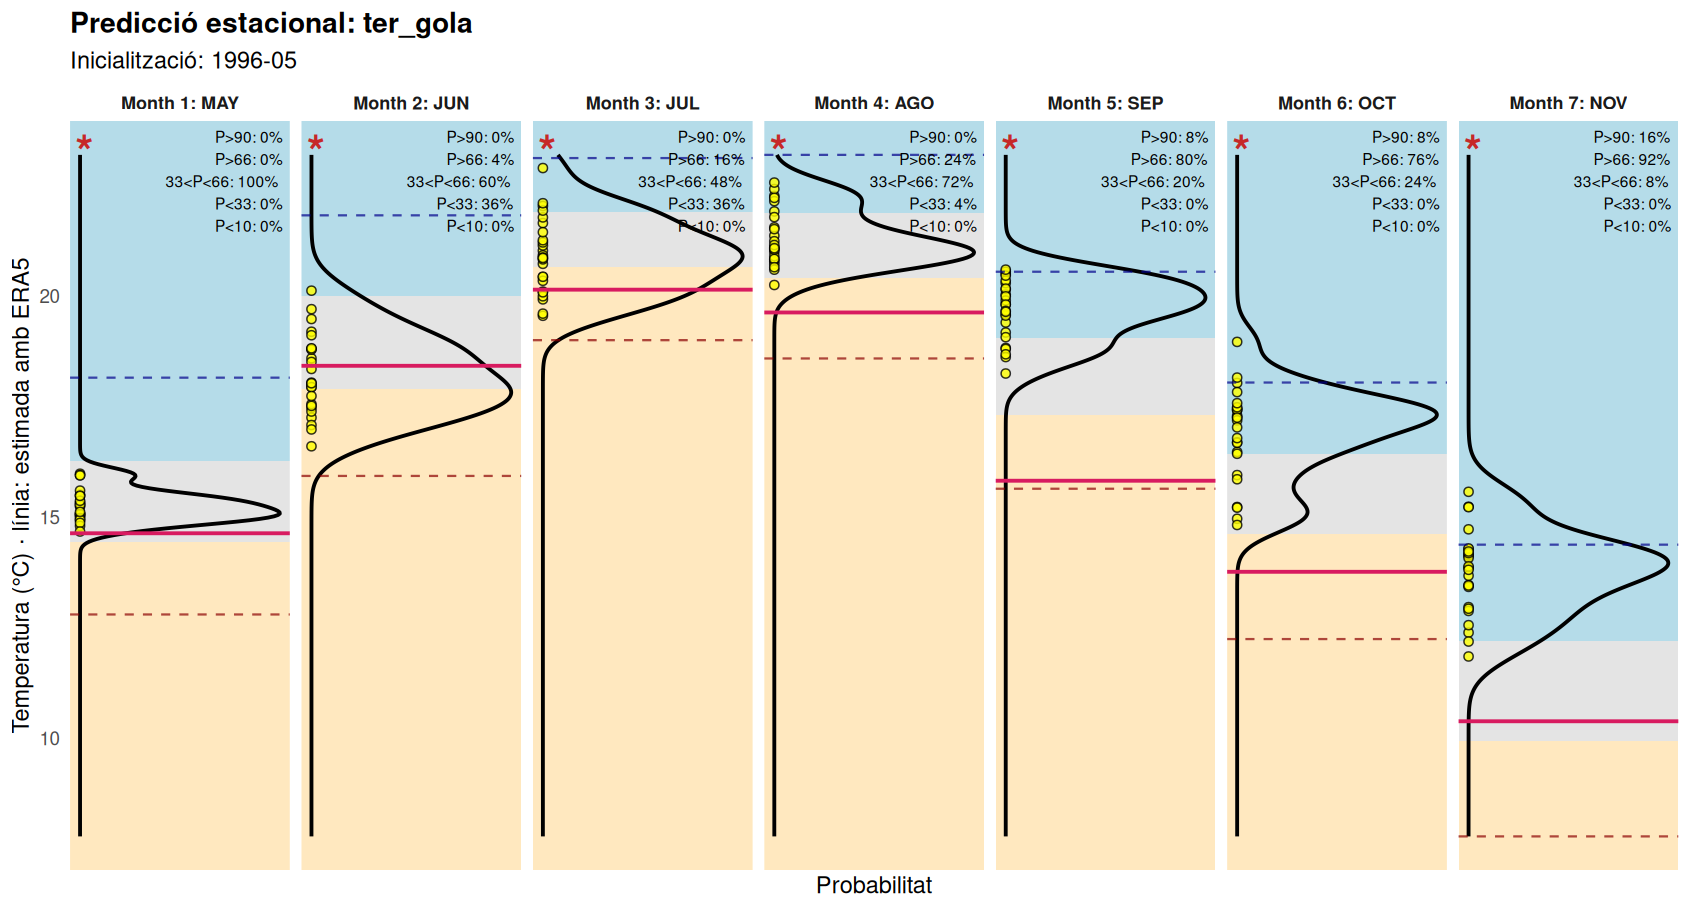 Predicció estacional: ter_gola
Inicialització: 1996-05
Month 1: MAY
Month 2: JUN
Month 3: JUL
Month 4: AGO
Month 5: SEP
Month 6: OCT
Month 7: NOV
*
P>90: 0%
P>66: 0%
33<P<66: 100%
P<33: 0%
P<10: 0%
*
P>90: 0%
P>66: 4%
33<P<66: 60%
P<33: 36%
P<10: 0%
*
P>90: 0%
P>66: 16%
33<P<66: 48%
P<33: 36%
P<10: 0%
*
P>90: 0%
P>66: 24%
33<P<66: 72%
P<33: 4%
P<10: 0%
*
P>90: 8%
P>66: 80%
33<P<66: 20%
P<33: 0%
P<10: 0%
*
P>90: 8%
P>66: 76%
33<P<66: 24%
P<33: 0%
P<10: 0%
*
P>90: 16%
P>66: 92%
33<P<66: 8%
P<33: 0%
P<10: 0%
Temperatura (°C) · línia: estimada amb ERA5
20
15
10
Probabilitat